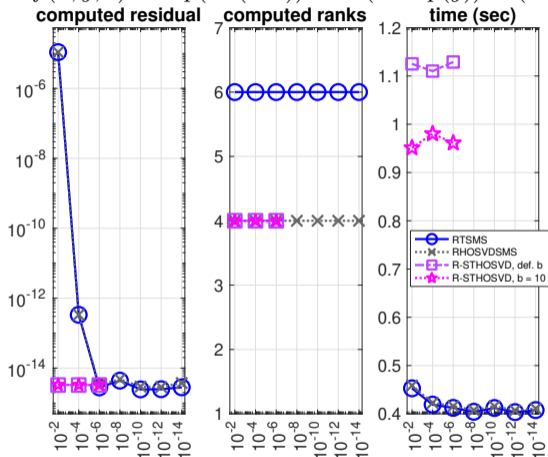 computed residual computed ranks time (sec)
10^-6
10^-8
10^-10
10^-12
10^-14
7
6
5
4
3
2
1
1.2
1.1
1
0.9
0.8
0.7
0.6
0.5
0.4
RTSMS
RHOSVDSMS
R-STHOSVD, def. b
R-STHOSVD, b = 10
10^-2 10^-4 10^-6 10^-8 10^-10 10^-12 10^-14
10^-2 10^-4 10^-6 10^-8 10^-10 10^-12 10^-14
10^-2 10^-4 10^-6 10^-8 10^-10 10^-12 10^-14